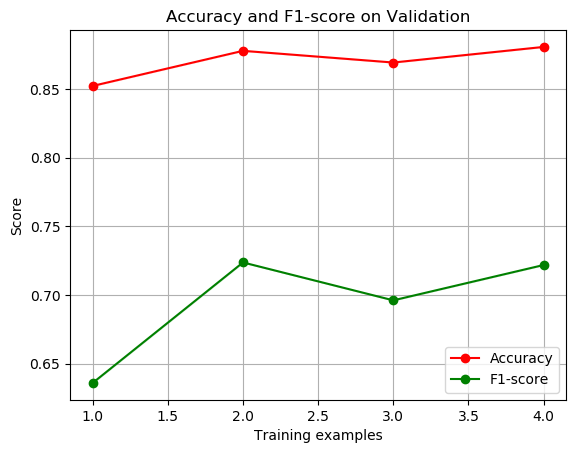 Accuracy and F1-score on Validation
Score
0.85
0.80
0.75
0.70
0.65
Accuracy
F1-score
1.0 1.5 2.0 2.5 3.0 3.5 4.0
Training examples